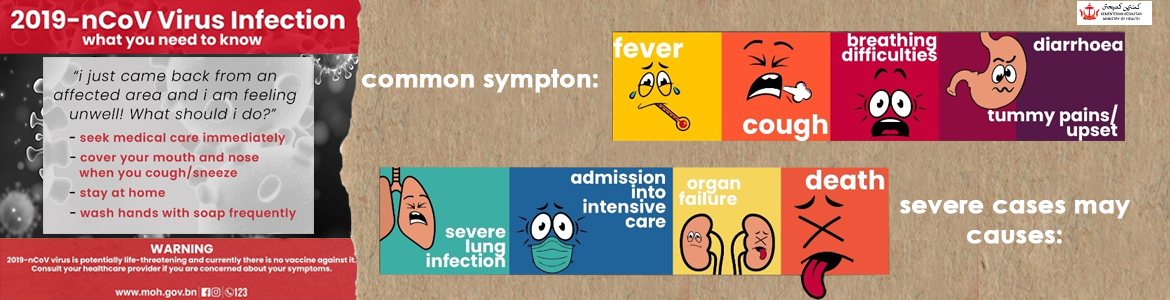 2019-nCoV Virus Infection
what you need to know
“i just came back from an
affected area and i am feeling
unwell! What should i do?”
- seek medical care immediately
- cover your mouth and nose
when you cough/sneeze
- stay at home
- wash hands with soap frequently
WARNING
2019-nCoV virus is potentially life-threatening and currently there is no vaccine against it.
Consult your healthcare provider if you are concerned about your symptoms.
www.moh.gov.bn
123
common sympton:
fever
cough
breathing
difficulties
diarrhoea
tummy pains/
upset
severe
lung
infection
admission
into
intensive
care
organ
failure
death
severe cases may
causes:
KEMENTERIAN KESIHATAN
MINISTRY OF HEALTH